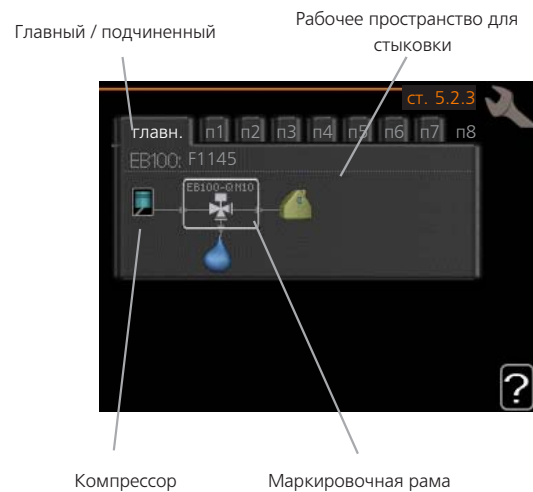 Рабочее пространство для
стыковки
Главный / подчиненный
ст. 5.2.3
главн. п1 п2 п3 п4 п5 п6 п7 п8
EB100: F1145
EB100-QN10
?
Компрессор
Маркировочная рама